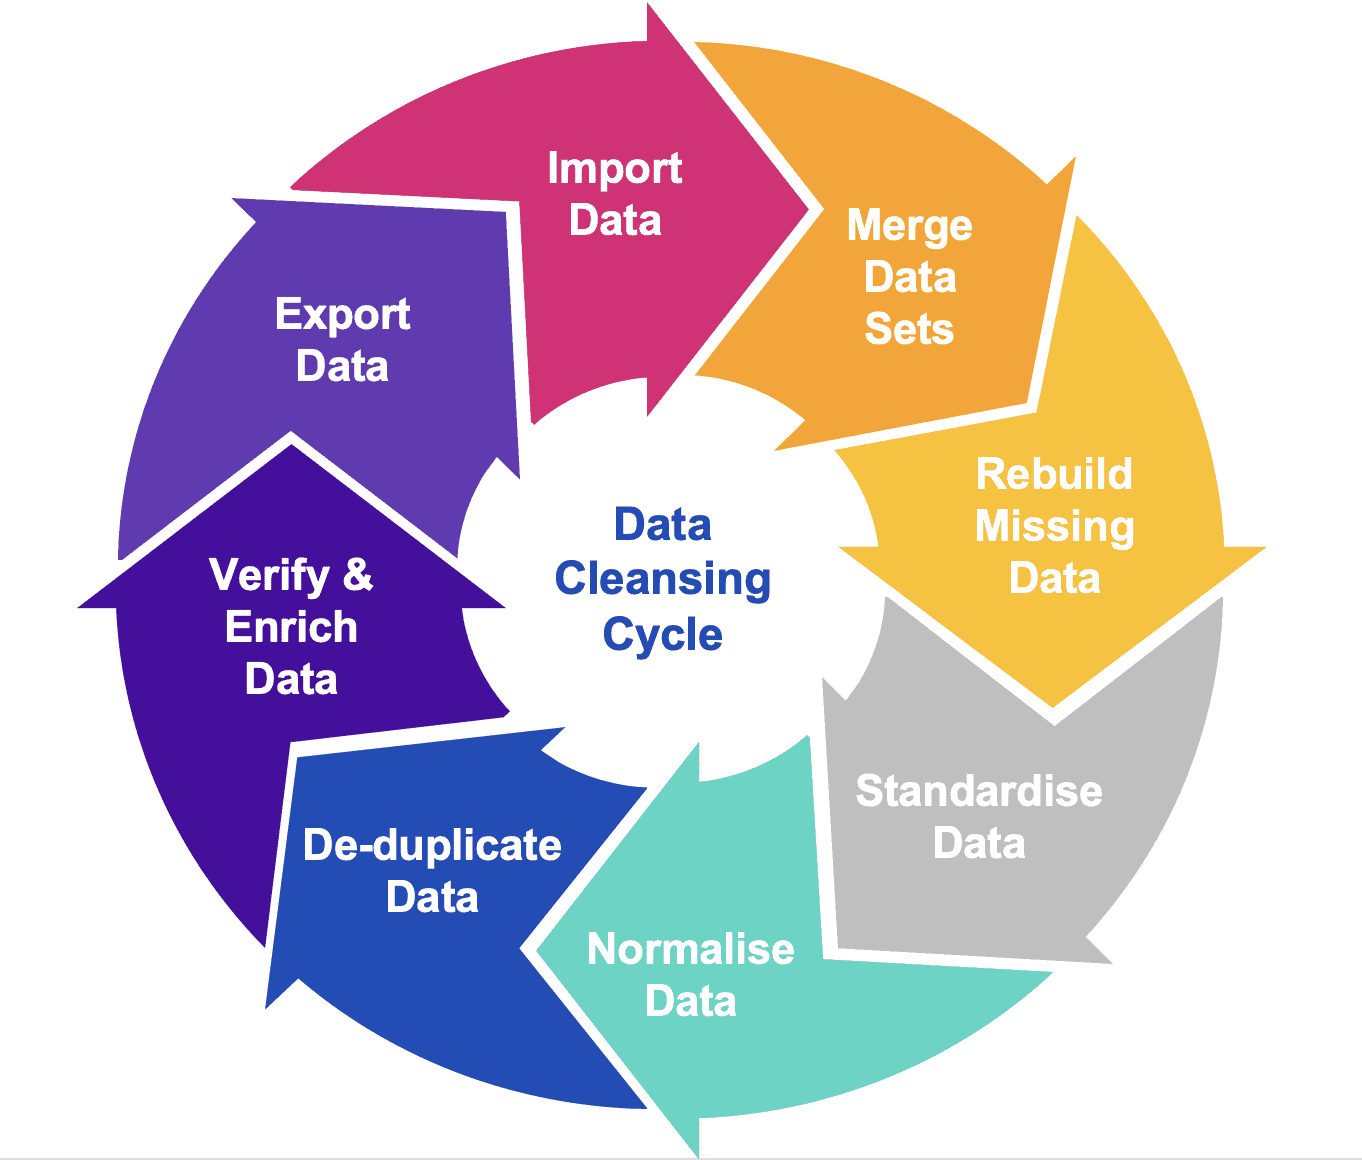 Import
Data
Merge
Data
Sets
Rebuild
Missing
Data
Standardise
Data
Normalise
Data
De-duplicate
Data
Verify &
Enrich
Data
Export
Data
Data
Cleansing
Cycle